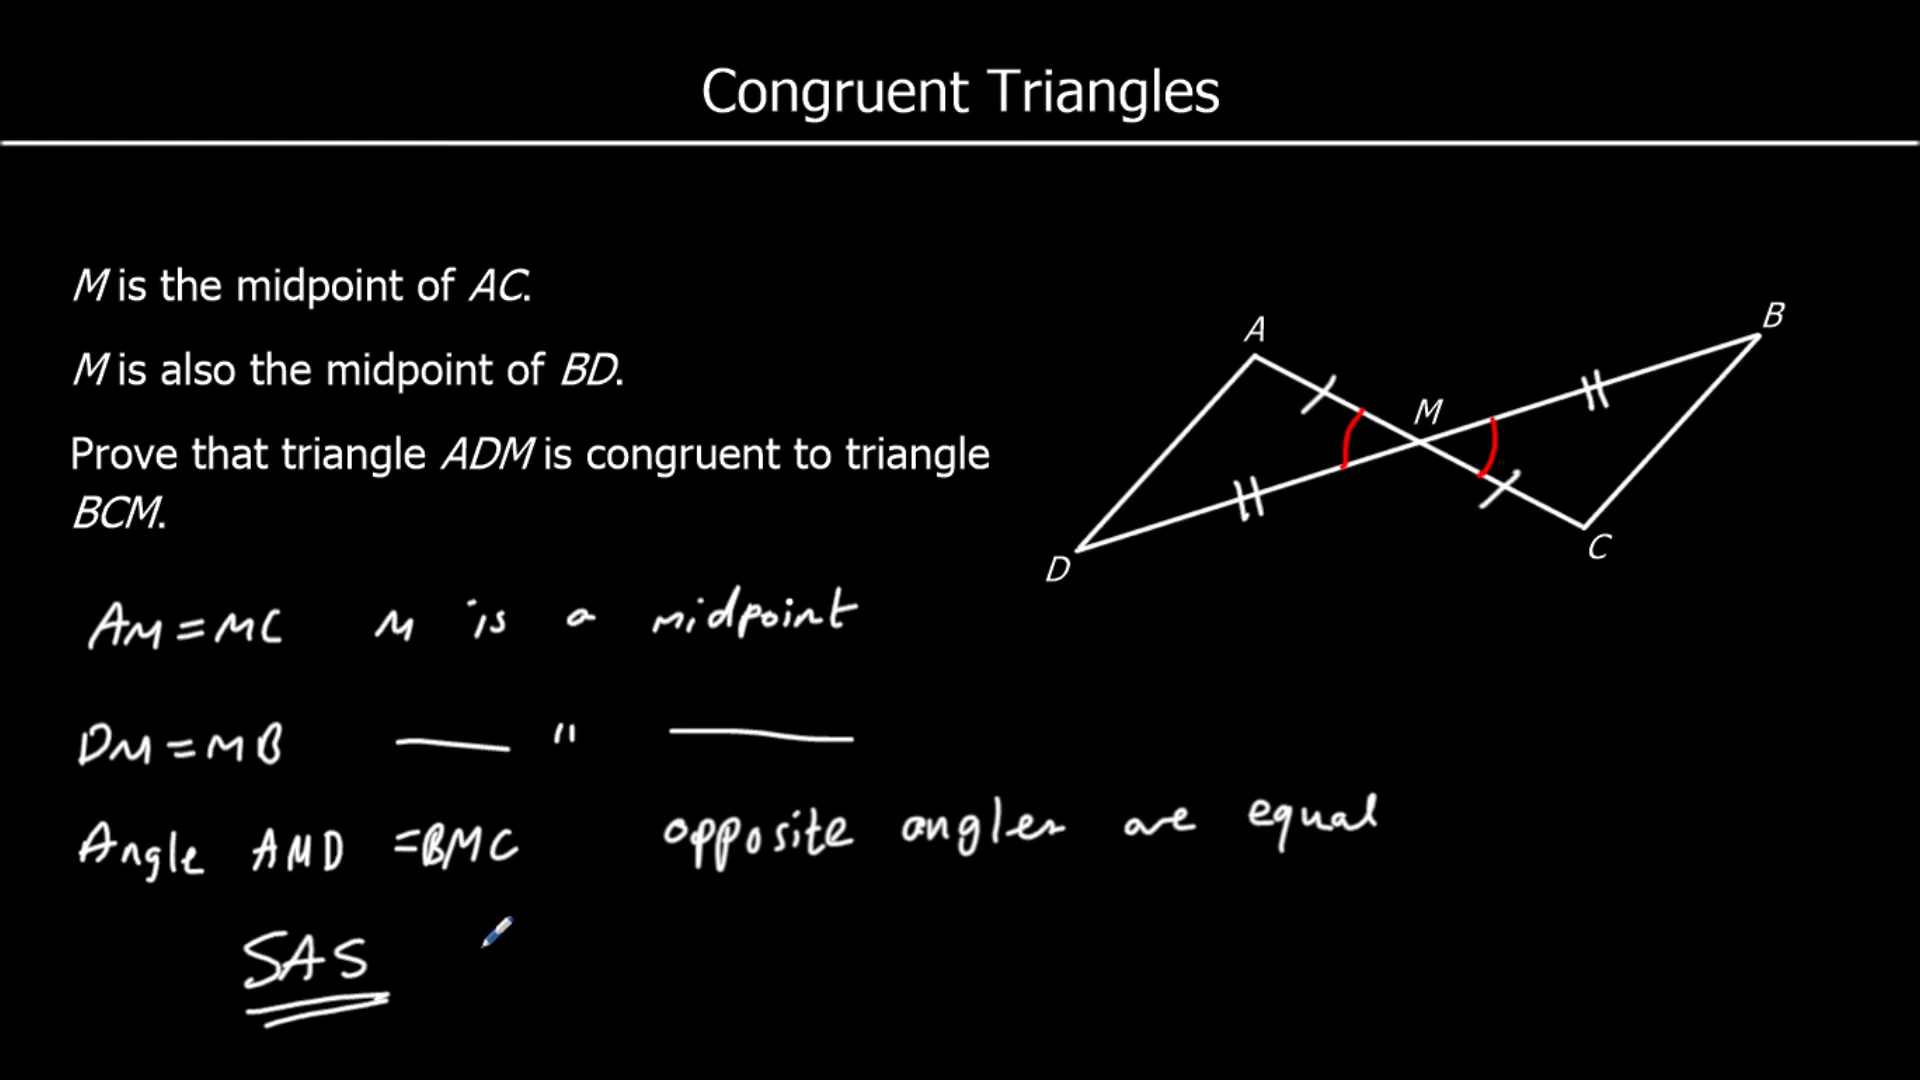 Congruent Triangles
M is the midpoint of AC.
M is also the midpoint of BD.
Prove that triangle ADM is congruent to triangle
BCM.
A
B
M
D
C
AM = MC M is a midpoint
DM = MB — " —
Angle AMD = BMC opposite angles are equal
SAS